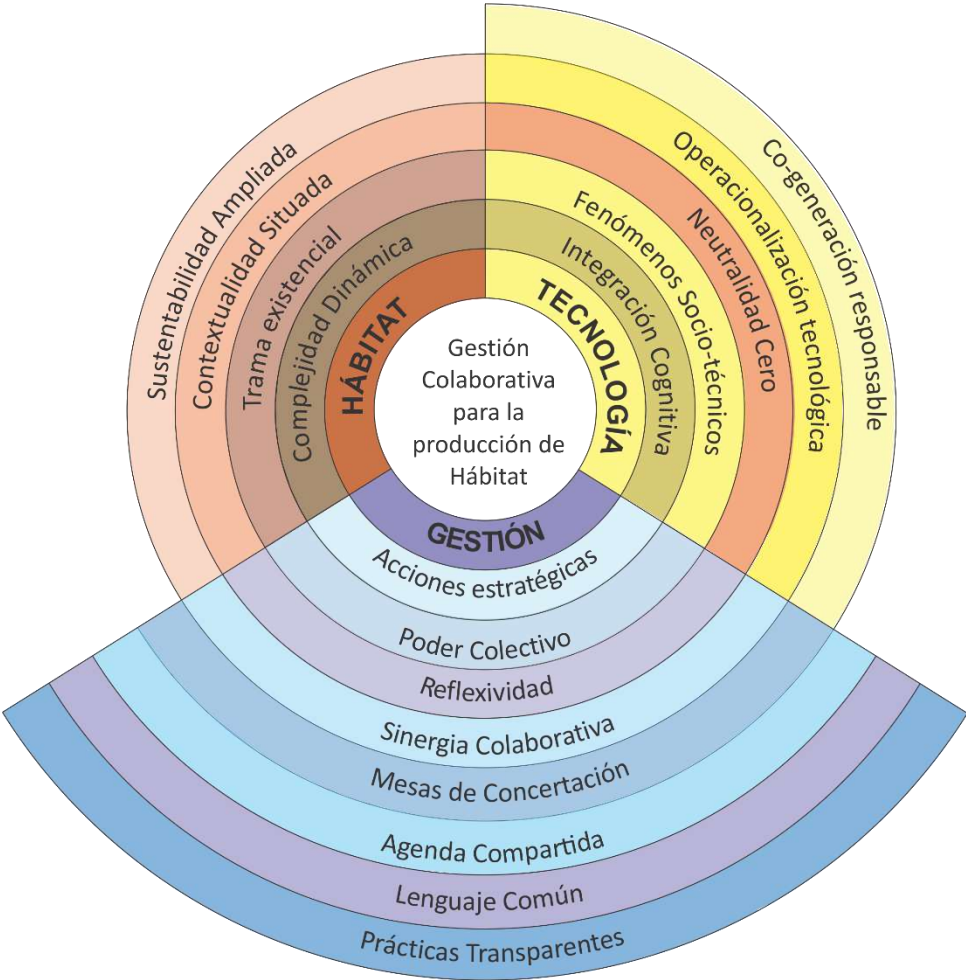 Gestión
Colaborativa
para la
producción de
Hábitat
HÁBITAT
Complejidad Dinámica
Trama existencial
Contextualidad Situada
Sustentabilidad Ampliada
TECNOLOGÍA
Integración Cognitiva
Fenómenos Socio-técnicos
Neutralidad Cero
Operacionalización tecnológica
Co-generación responsable
GESTIÓN
Acciones estratégicas
Poder Colectivo
Reflexividad
Sinergia Colaborativa
Mesas de Concertación
Agenda Compartida
Lenguaje Común
Prácticas Transparentes